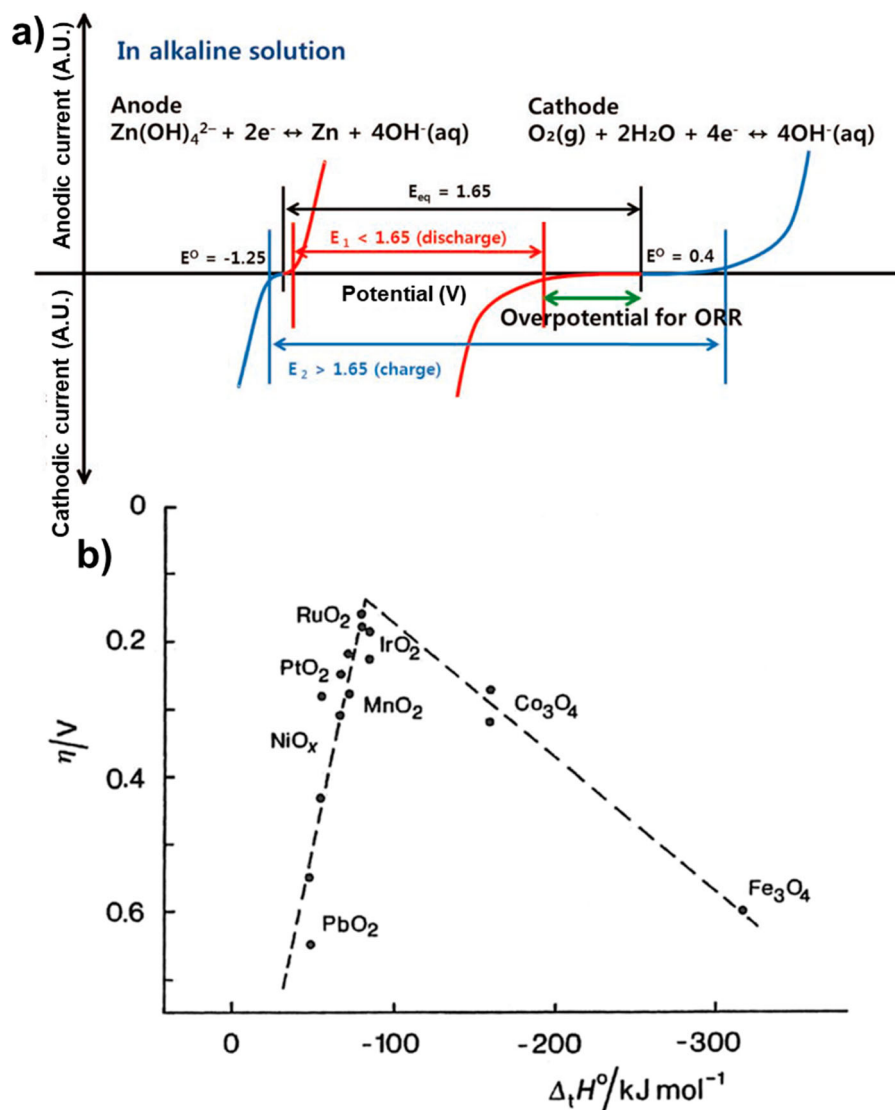 a)
In alkaline solution
Anodic current (A.U.)
Cathodic current (A.U.)
Anode
Zn(OH)₄²⁻ + 2e⁻ ↔ Zn + 4OH⁻(aq)
Cathode
O₂(g) + 2H₂O + 4e⁻ ↔ 4OH⁻(aq)
E_eq = 1.65
E₁ < 1.65 (discharge)
E⁰ = -1.25
E⁰ = 0.4
Potential (V)
Overpotential for ORR
E₂ > 1.65 (charge)
b)
0
0.2
0.4
0.6
η/V
RuO₂
IrO₂
PtO₂
MnO₂
Co₃O₄
NiOₓ
Fe₃O₄
PbO₂
0
-100
-200
-300
ΔₜH⁰/kJ mol⁻¹